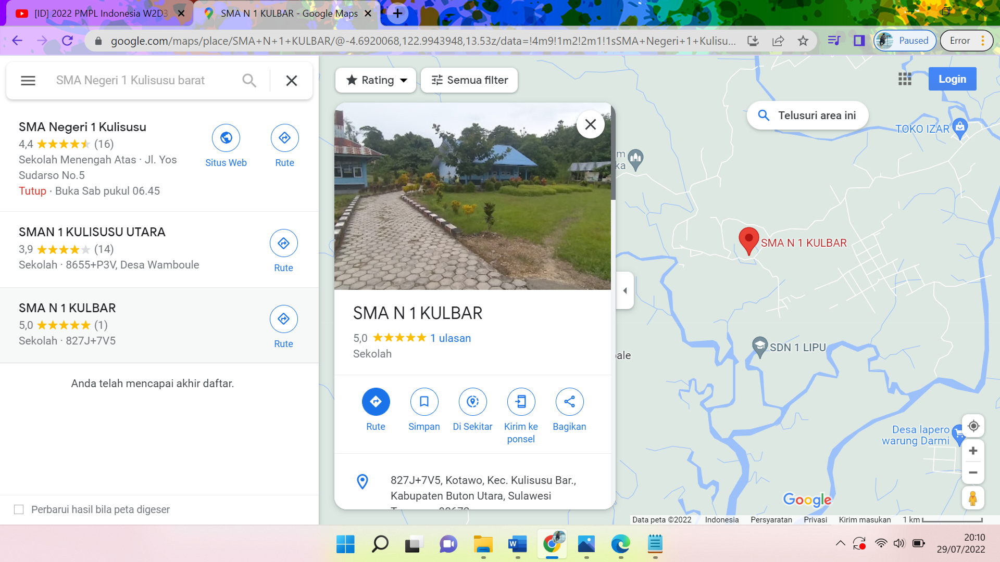 [ID] 2022 PMPL Indonesia W2D3
SMA N 1 KULBAR - Google Maps
google.com/maps/place/SMA+N+1+KULBAR/@-4.6920068,122.9943948,13.53z/data=!4m9!1m2!2m1!1sSMA+Negeri+1+Kulisu...
Paused
Error
SMA Negeri 1 Kulisusu barat
SMA Negeri 1 Kulisusu
4,4 (16)
Sekolah Menengah Atas · Jl. Yos
Sudarso No.5
Tutup · Buka Sab pukul 06.45
Situs Web
Rute
SMAN 1 KULISUSU UTARA
3,9 (14)
Sekolah · 8655+P3V, Desa Wamboule
Rute
SMA N 1 KULBAR
5,0 (1)
Sekolah · 827J+7V5
Rute
Anda telah mencapai akhir daftar.
Perbarui hasil bila peta digeser
Rating
Semua filter
SMA N 1 KULBAR
5,0 1 ulasan
Sekolah
Rute
Simpan
Di Sekitar
Kirim ke
ponsel
Bagikan
827J+7V5, Kotawo, Kec. Kulisusu Bar.,
Kabupaten Buton Utara, Sulawesi
Login
Telusuri area ini
TOKO IZAR
m
ka
SMA N 1 KULBAR
SDN 1 LIPU
ale
Desa lapero
warung Darmi
Google
Data peta ©2022
Indonesia
Persyaratan
Privasi
Kirim masukan
1 km
20:10
29/07/2022